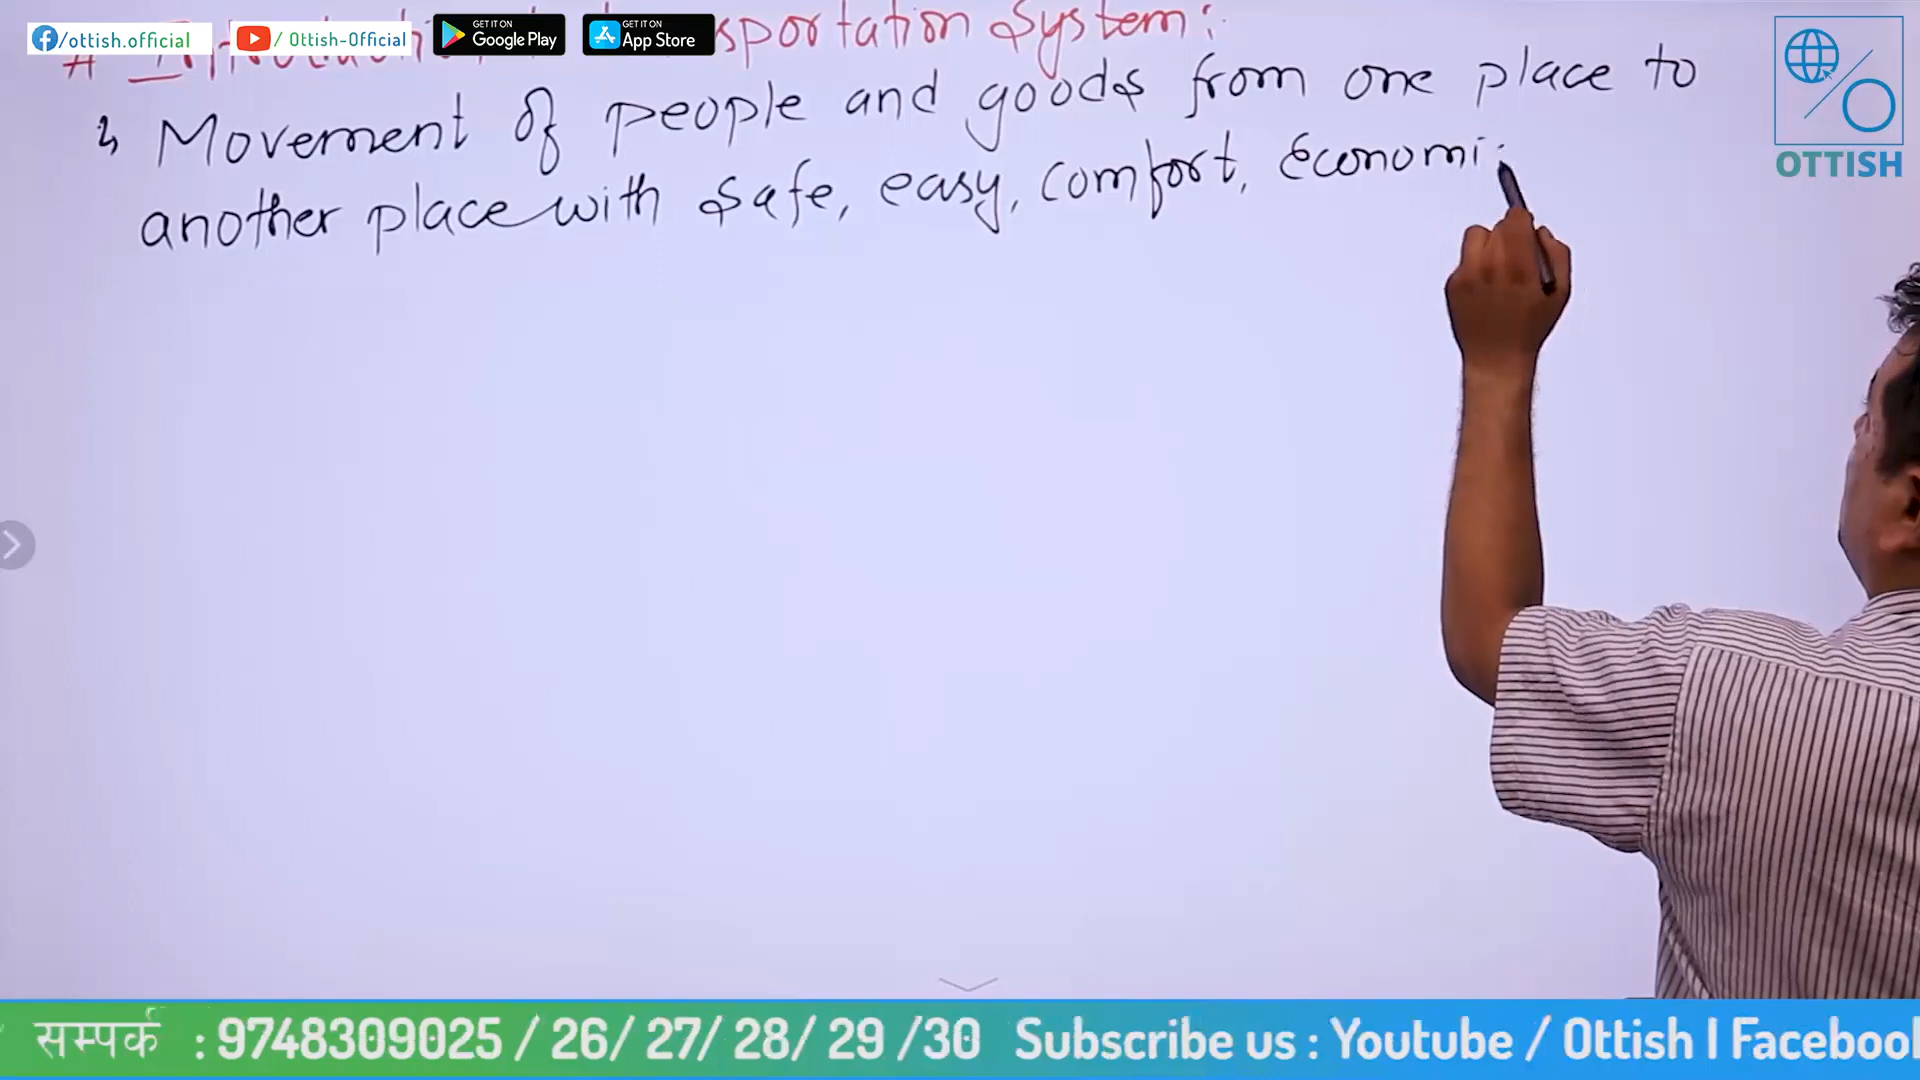 /ottish.official
/ Ottish-Official
GET IT ON
Google Play
GET IT ON
App Store
System:
Movement of people and goods from one place to
another place with safe, easy, comfort, Economi
OTTISH
सम्पर्क : 9748309025 / 26/ 27/ 28/ 29 /30 Subscribe us : Youtube / Ottish I Facebool